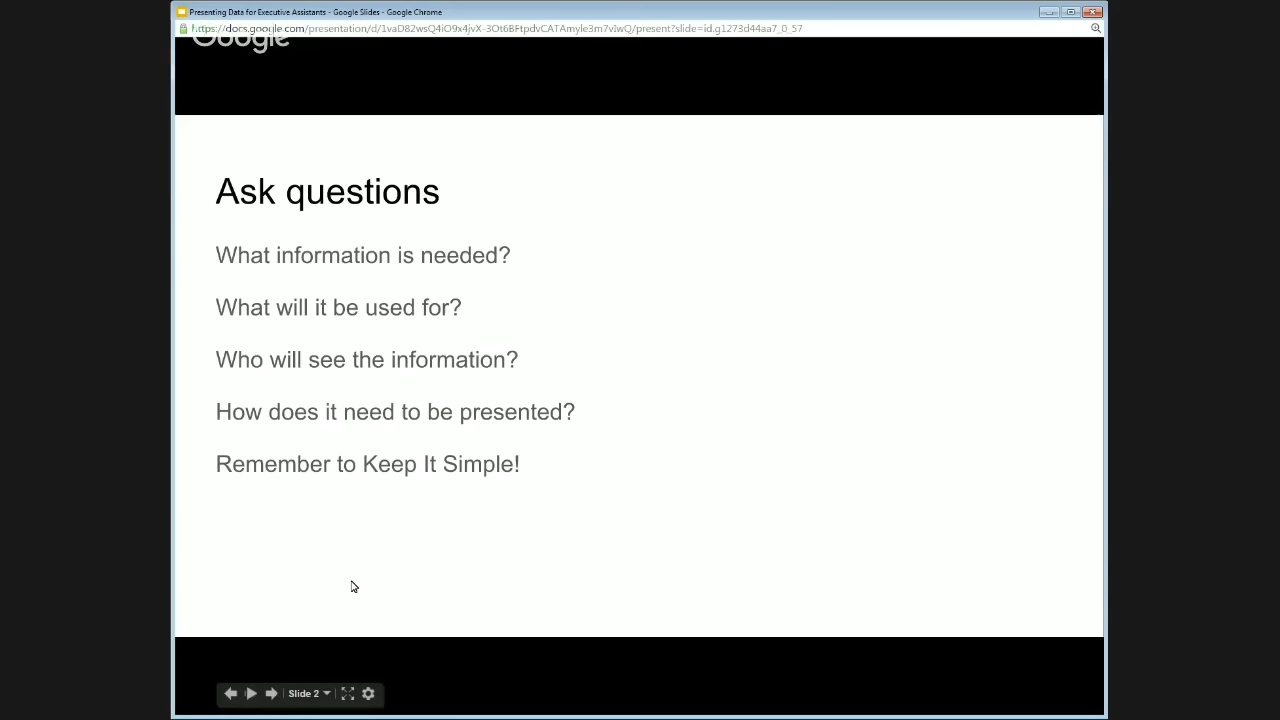 Presenting Data for Executive Assistants - Google Slides - Google Chrome
https://docs.google.com/presentation/d/1vaD82wsQ4iO9x4jvX-3Ot6BFtpdvCATAmyle3m7vIwQ/present?slide=id.g1273d44aa7_0_57
Google
Ask questions
What information is needed?
What will it be used for?
Who will see the information?
How does it need to be presented?
Remember to Keep It Simple!
Slide 2